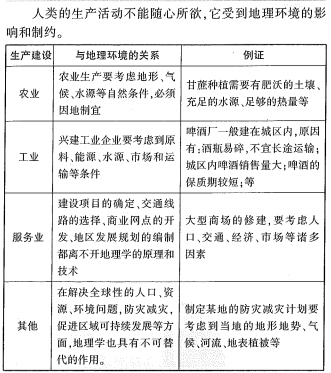 人类的生产活动不能随心所欲,它受到地理环境的影
响和制约。
生产建设 与地理环境的关系 例证
农业
农业生产要考虑地形、气
候、水源等自然条件,必须
因地制宜
甘蔗种植需要有肥沃的土壤、
充足的水源、足够的热量等
工业
兴建工业企业要考虑到原
料、能源、水源、市场和运
输等条件
啤酒厂一般建在城区内,原因
有:酒瓶易碎,不宜长途运输;
城区内啤酒销售量大;啤酒的
保质期较短;等
服务业
建设项目的确定、交通线
路的选择、商业网点的开
发、地区发展规划的编制
都离不开地理学的原理和
技术
大型商场的修建,要考虑人
口、交通、经济、市场等诸多
因素
其他
在解决全球性的人口、资
源、环境问题,防灾减灾,
促进区域可持续发展等方
面,地理学也具有不可替
代的作用。
制定某地的防灾减灾计划要
考虑到当地的地形地势、气
候、河流、地表植被等